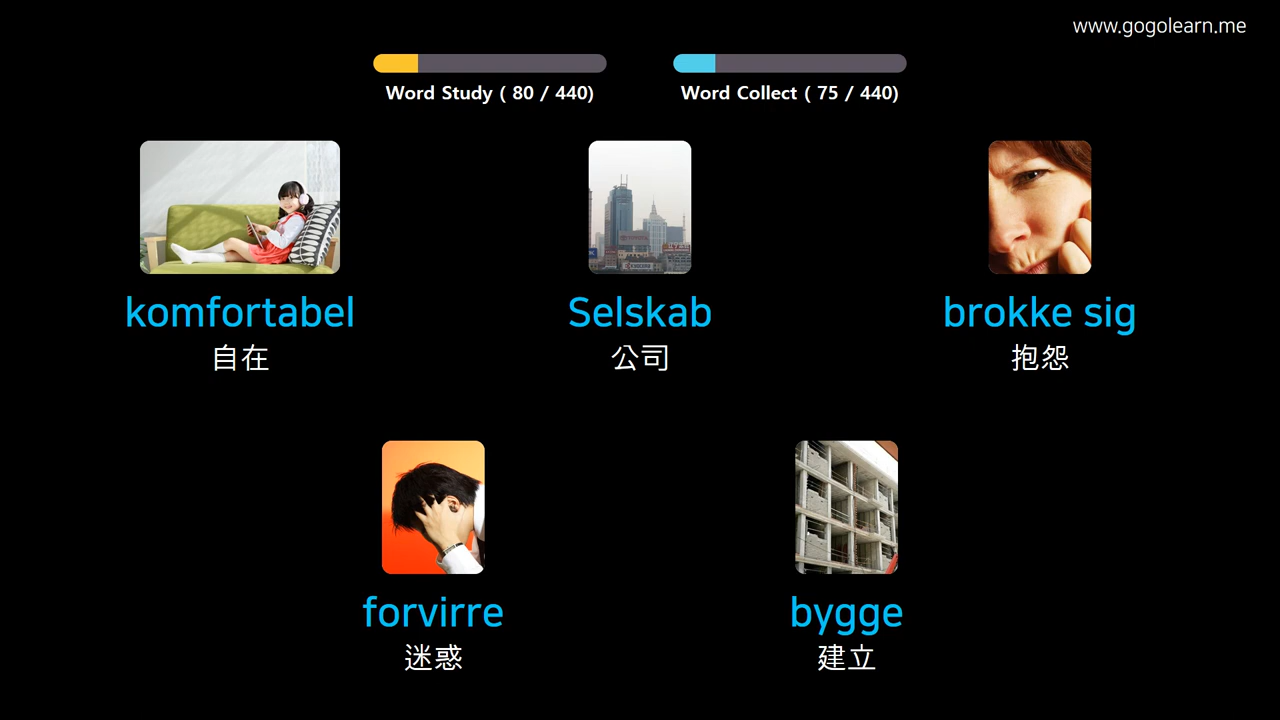 www.gogolearn.me
Word Study ( 80 / 440)
Word Collect ( 75 / 440)
komfortabel
自在
Selskab
公司
brokke sig
抱怨
forvirre
迷惑
bygge
建立